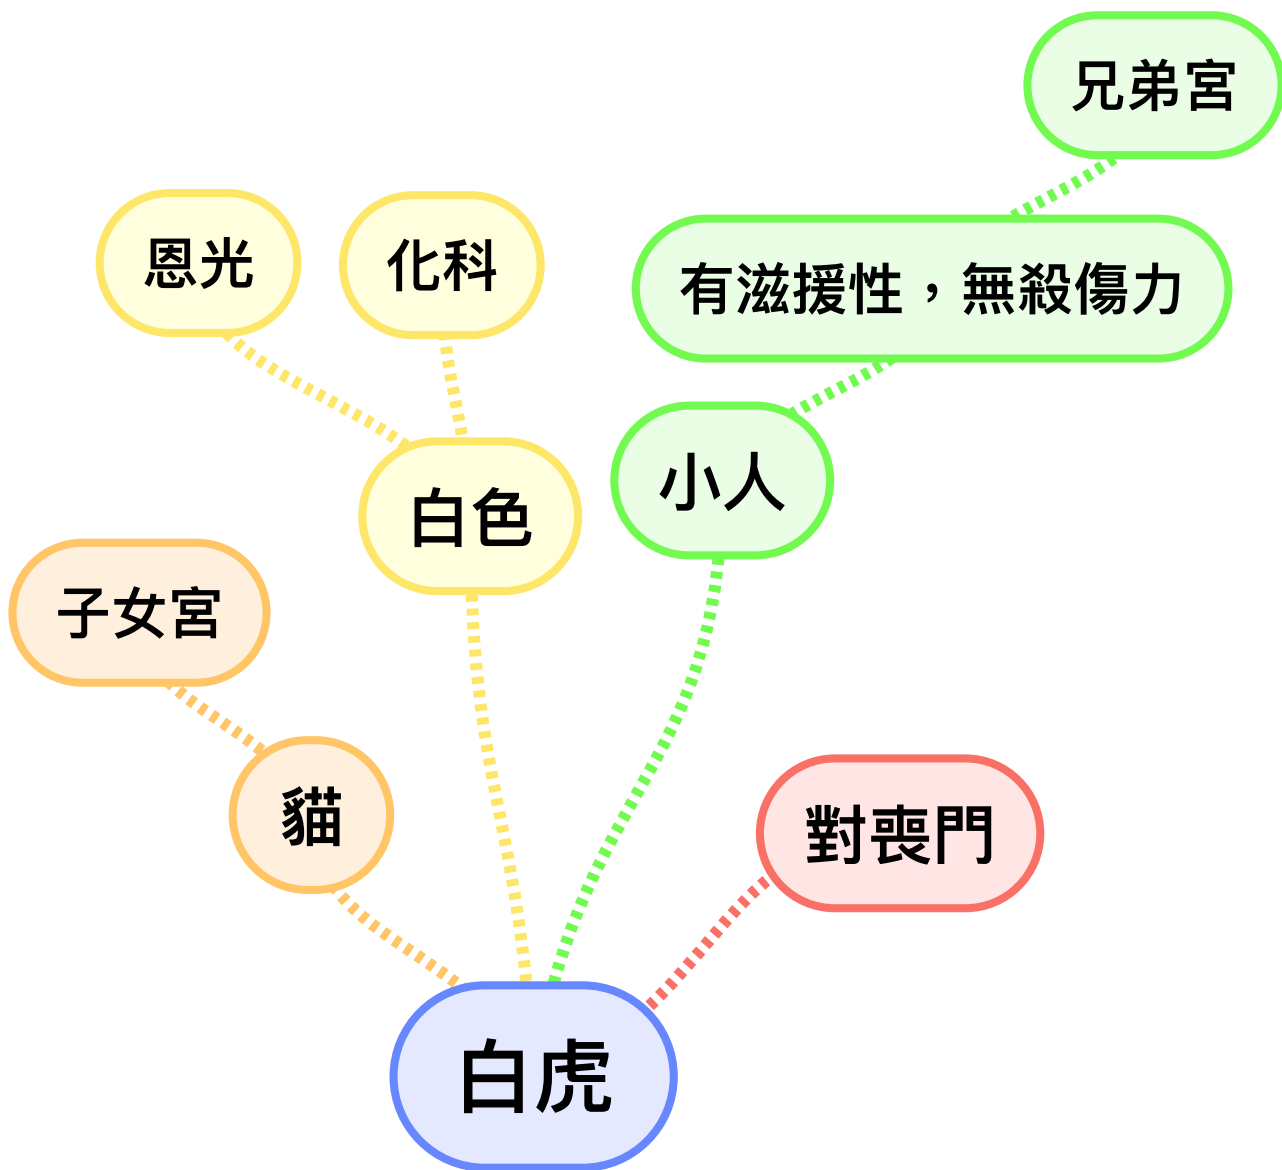 兄弟宮
恩光
化科
有滋援性，無殺傷力
小人
白色
子女宮
貓
對喪門
白虎